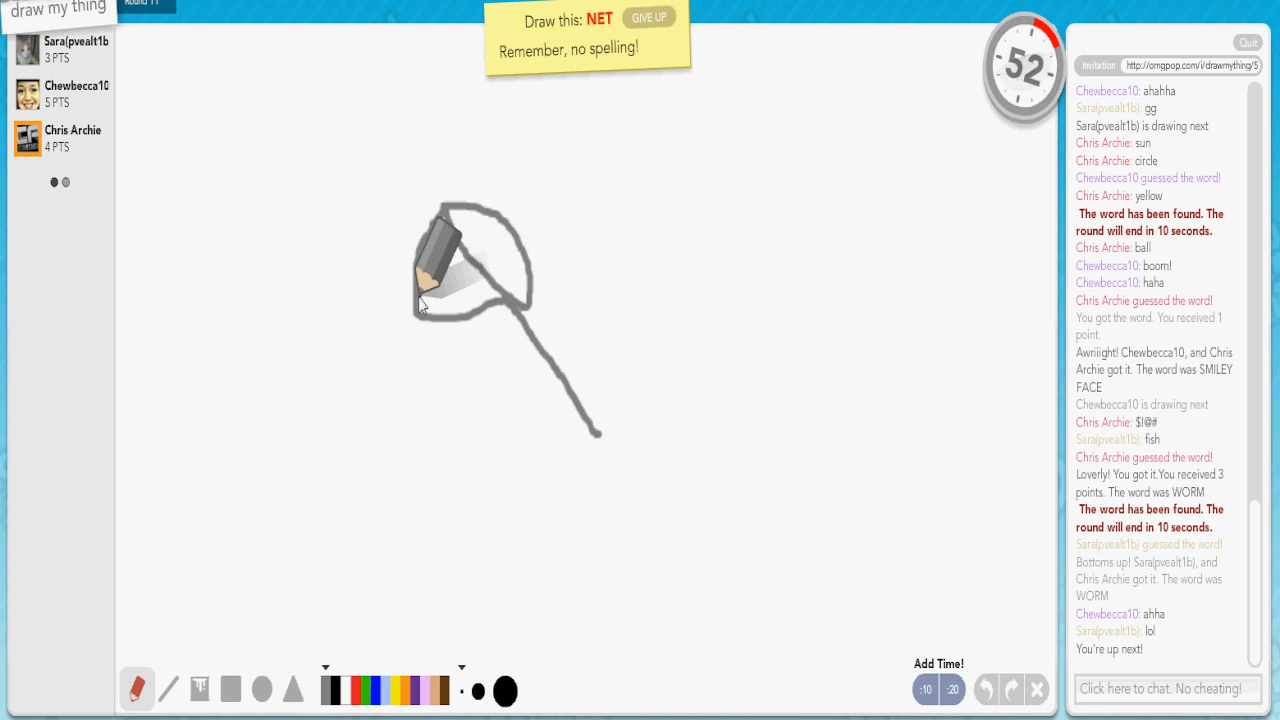 draw my thing
Round 11
Sara(pvealt1b
3 PTS
Chewbecca10
5 PTS
Chris Archie
4 PTS
Draw this: NET
GIVE UP
Remember, no spelling!
52
Quit
Invitation http://omgpop.com/i/drawmything/5
Chewbecca10: ahahha
Sara(pvealt1b): gg
Sara(pvealt1b) is drawing next
Chris Archie: sun
Chris Archie: circle
Chewbecca10 guessed the word!
Chris Archie: yellow
The word has been found. The
round will end in 10 seconds.
Chris Archie: ball
Chewbecca10: boom!
Chewbecca10: haha
Chris Archie guessed the word!
You got the word. You received 1
point.
Awriiight! Chewbecca10, and Chris
Archie got it. The word was SMILEY
FACE
Chewbecca10 is drawing next
Chris Archie: $!@#
Sara(pvealt1b): fish
Chris Archie guessed the word!
Loverly! You got it.You received 3
points. The word was WORM
The word has been found. The
round will end in 10 seconds.
Sara(pvealt1b) guessed the word!
Bottoms up! Sara(pvealt1b), and
Chris Archie got it. The word was
WORM
Chewbecca10: ahha
Sara(pvealt1b): lol
You're up next!
Click here to chat. No cheating!
Add Time!
:10 :20